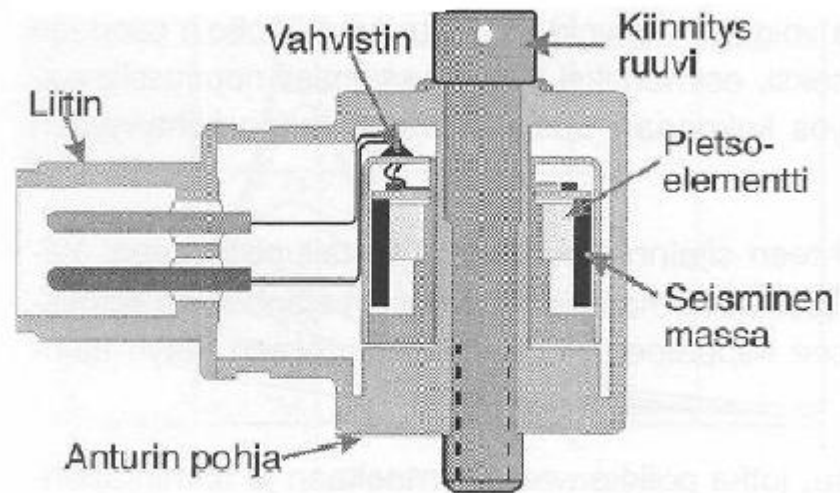 Vahvistin
Kiinnitys
ruuvi
Liitin
Pietso-
elementti
Seisminen
massa
Anturin pohja